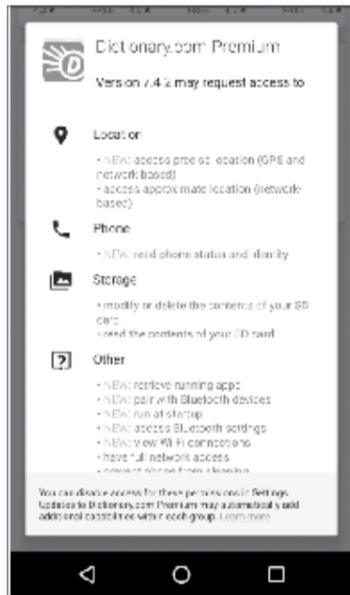 Dictionary.com Premium
Version 7.4.2 may request access to
Location
• NEW: access precise location (GPS and
network-based)
• access approximate location (network-
based)
Phone
• NEW: read phone status and identity
Storage
• modify or delete the contents of your SD
card
• read the contents of your SD card
Other
• NEW: retrieve running apps
• NEW: pair with Bluetooth devices
• NEW: run at startup
• NEW: access Bluetooth settings
• NEW: view Wi-Fi connections
• have full network access
• prevent phone from sleeping
You can disable access for these permissions in Settings.
Updates to Dictionary.com Premium may automatically add
additional capabilities within each group. Learn more